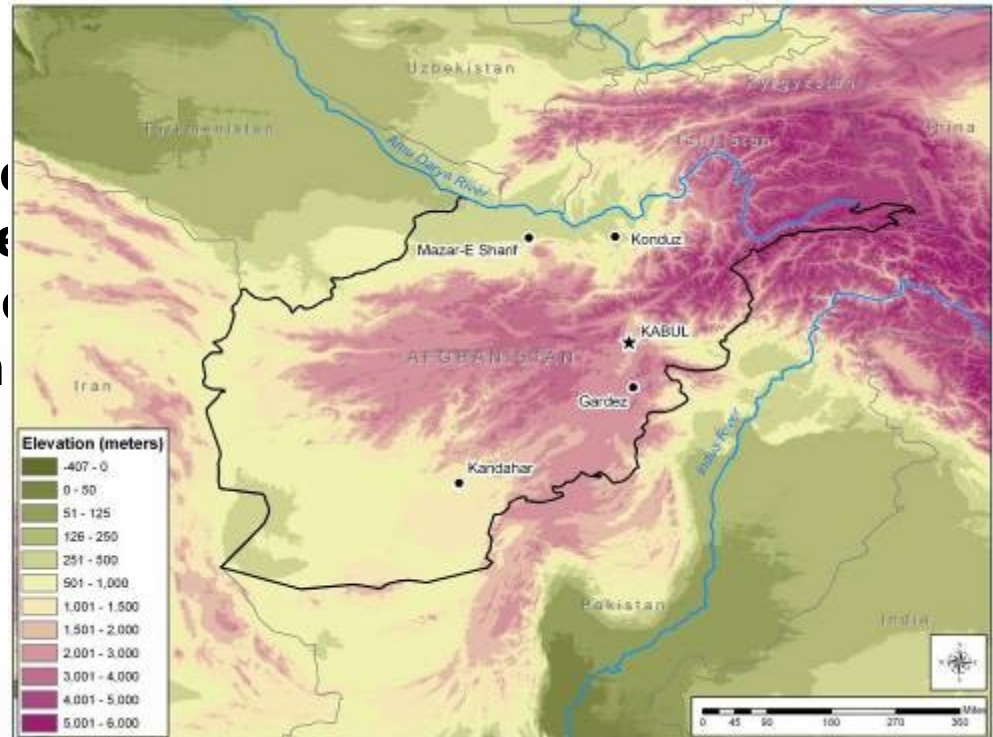 Uzbekistan
Kyrgyzstan
Turkmenistan
Tajikistan
China
Amu Darya River
Mazar-E Sharif
Konduz
KABUL
AFGHANISTAN
Iran
Gardez
Indus River
Kandahar
Elevation (meters)
-407 - 0
0 - 50
51 - 125
126 - 250
251 - 500
501 - 1,000
1,001 - 1,500
1,501 - 2,000
2,001 - 3,000
3,001 - 4,000
4,001 - 5,000
5,001 - 6,000
Pakistan
India
Miles
0 45 90 180 270 360